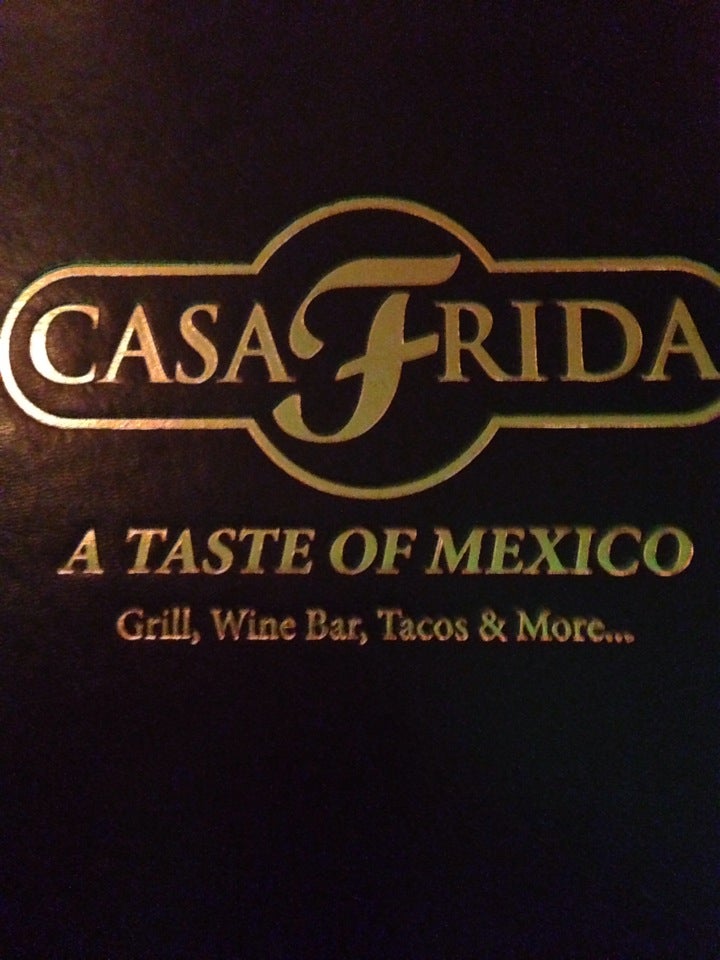 CASA FRIDA
A TASTE OF MEXICO
Grill, Wine Bar, Tacos & More...